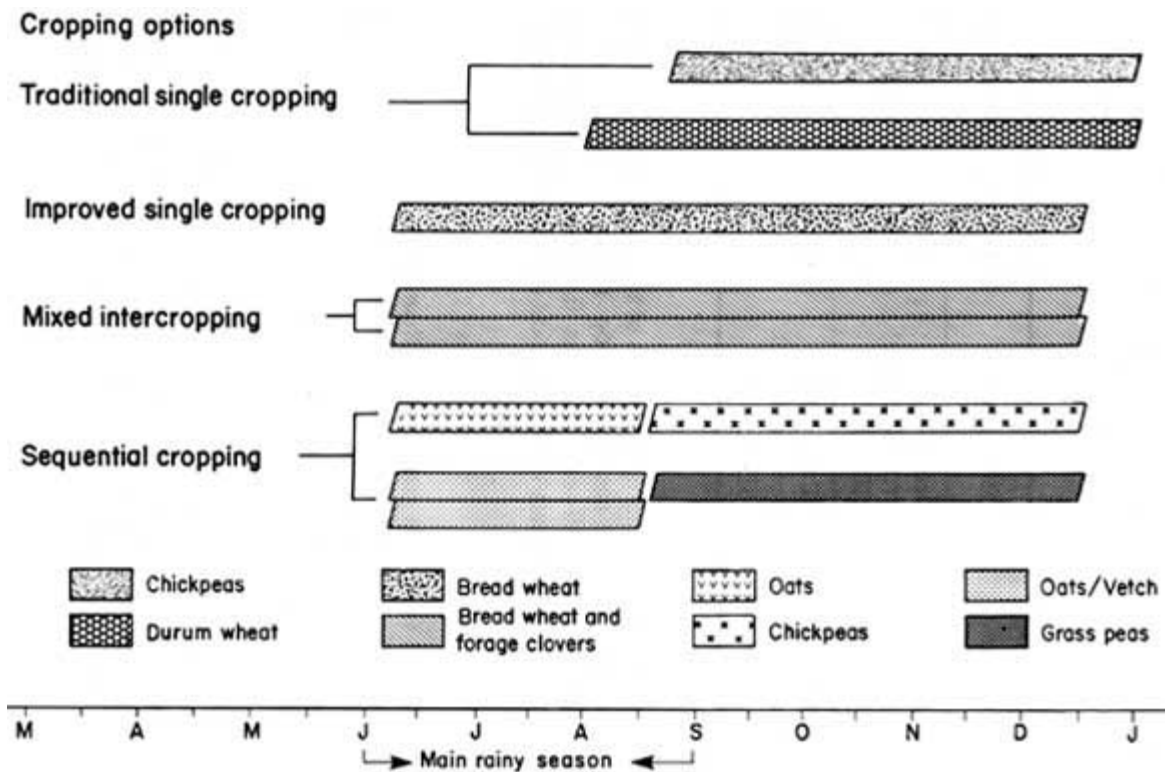 Cropping options
Traditional single cropping
Improved single cropping
Mixed intercropping
Sequential cropping
Chickpeas
Bread wheat
Oats
Oats/Vetch
Durum wheat
Bread wheat and
forage clovers
Chickpeas
Grass peas
M A M J J A S O N D J
Main rainy season